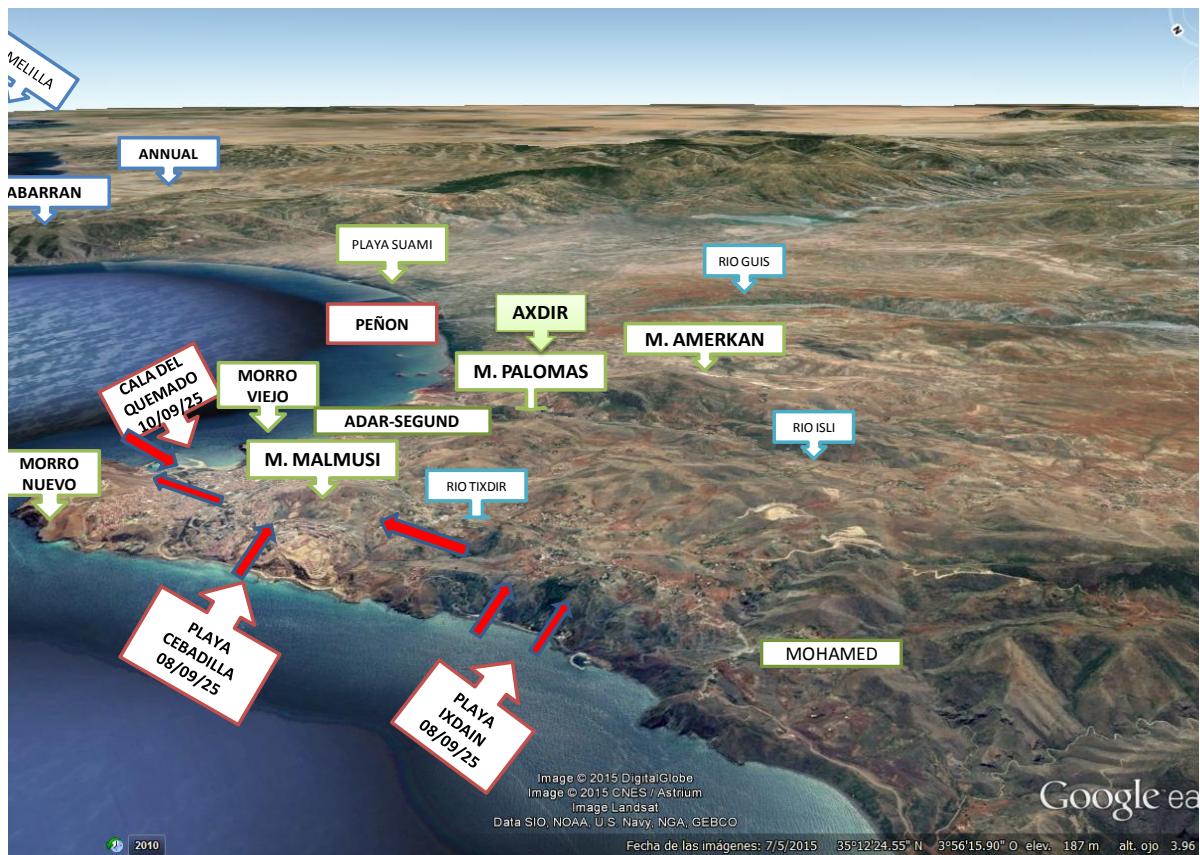 MELILLA
ANNUAL
ABARRAN
PLAYA SUAMI
RIO GUIS
PEÑON
AXDIR
M. AMERKAN
M. PALOMAS
CALA DEL
QUEMADO
10/09/25
MORRO
VIEJO
ADAR-SEGUND
RIO ISLI
MORRO
NUEVO
M. MALMUSI
RIO TIXDIR
PLAYA
CEBADILLA
08/09/25
PLAYA
IXDAIN
08/09/25
MOHAMED
Image © 2015 DigitalGlobe
Image © 2015 CNES / Astrium
Image Landsat
Data SIO, NOAA, U.S. Navy, NGA, GEBCO
Google ea
2010
Fecha de las imágenes: 7/5/2015 35°12'24.55" N 3°56'15.90" O elev. 187 m alt. ojo 3.96
N